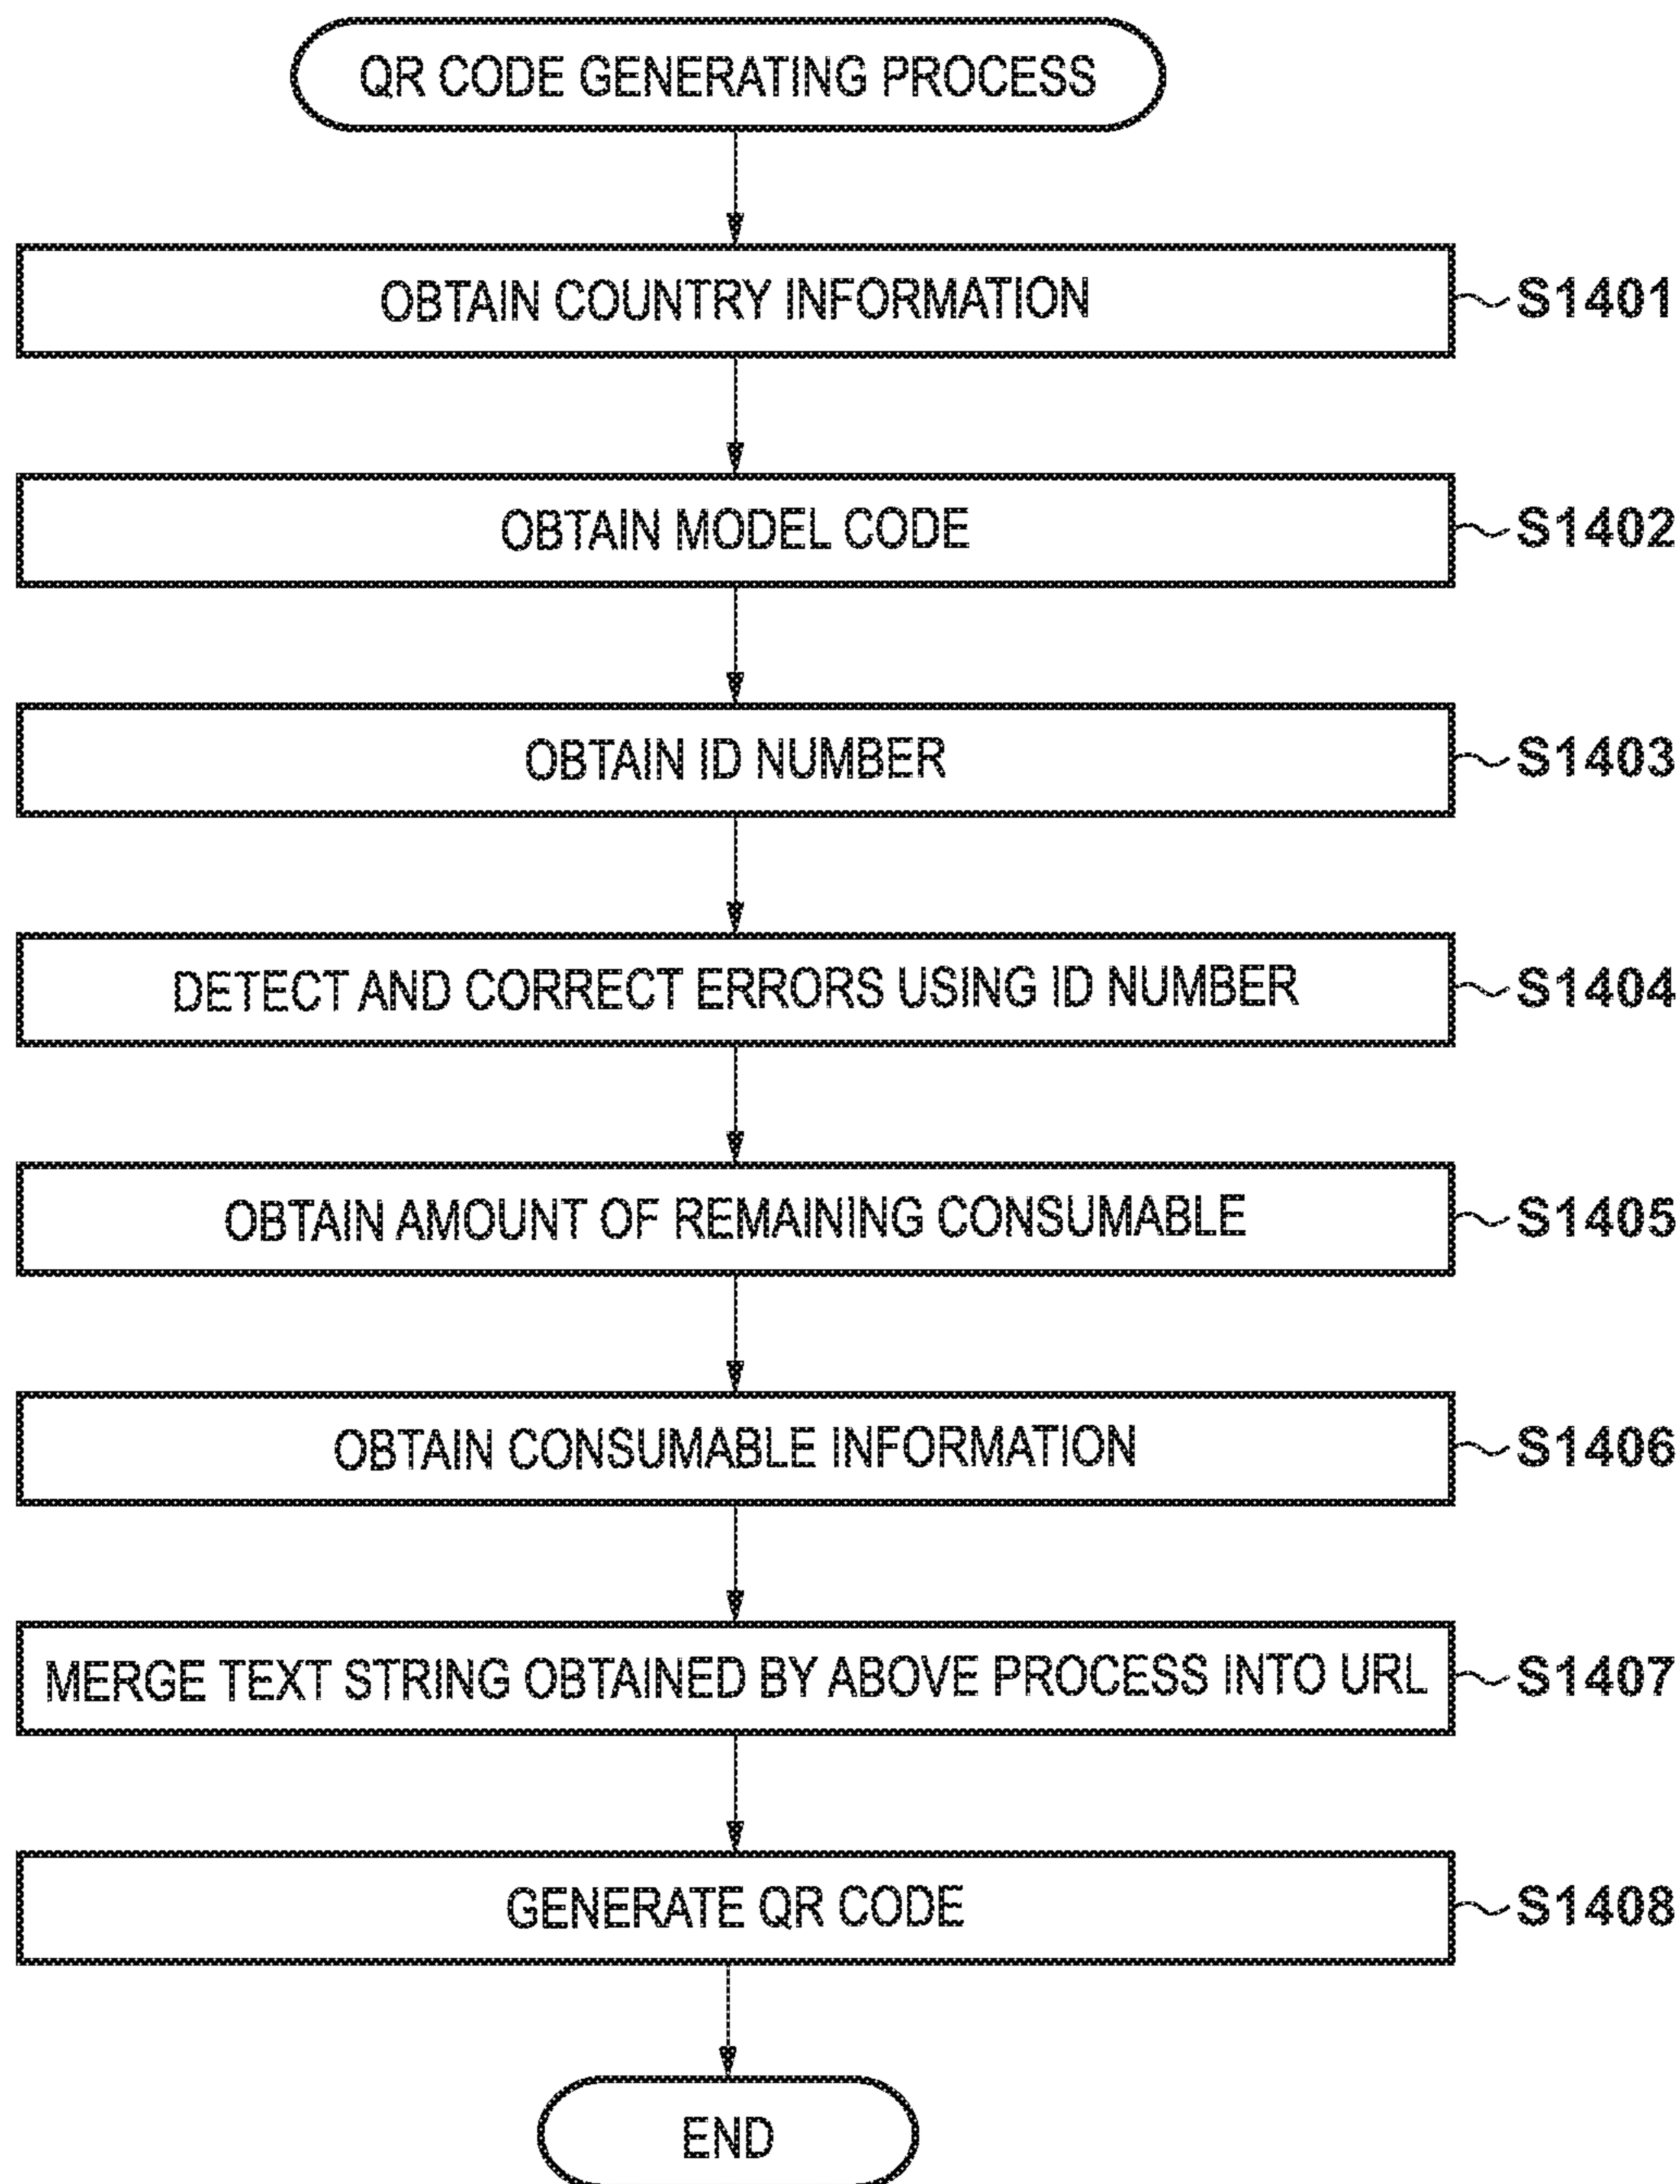 QR CODE GENERATING PROCESS
OBTAIN COUNTRY INFORMATION
S1401
OBTAIN MODEL CODE
S1402
OBTAIN ID NUMBER
S1403
DETECT AND CORRECT ERRORS USING ID NUMBER
S1404
OBTAIN AMOUNT OF REMAINING CONSUMABLE
S1405
OBTAIN CONSUMABLE INFORMATION
S1406
MERGE TEXT STRING OBTAINED BY ABOVE PROCESS INTO URL
S1407
GENERATE QR CODE
S1408
END